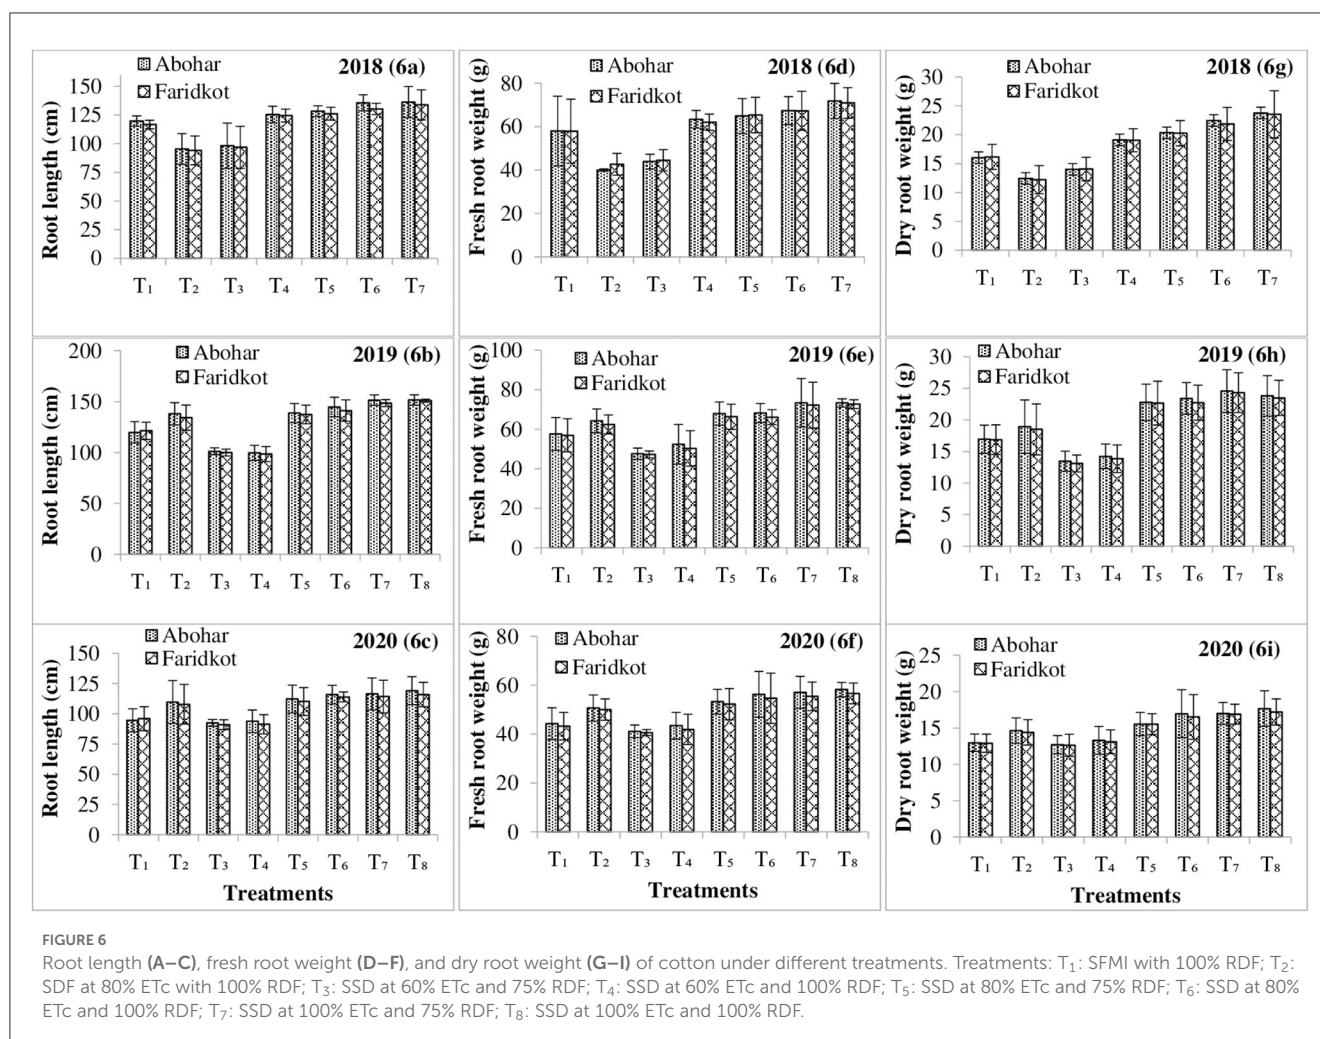 2018 (6a)
Abohar
Faridkot
Root length (cm)
150
125
100
75
50
25
0
T₁ T₂ T₃ T₄ T₅ T₆ T₇
2018 (6d)
Abohar
Faridkot
Fresh root weight (g)
80
60
40
20
0
T₁ T₂ T₃ T₄ T₅ T₆ T₇
2018 (6g)
Abohar
Faridkot
Dry root weight (g)
30
25
20
15
10
5
0
T₁ T₂ T₃ T₄ T₅ T₆ T₇
2019 (6b)
Abohar
Faridkot
Root length (cm)
200
150
100
50
0
T₁ T₂ T₃ T₄ T₅ T₆ T₇ T₈
2019 (6e)
Abohar
Faridkot
Fresh root weight (g)
100
80
60
40
20
0
T₁ T₂ T₃ T₄ T₅ T₆ T₇ T₈
2019 (6h)
Abohar
Faridkot
Dry root weight (g)
30
25
20
15
10
5
0
T₁ T₂ T₃ T₄ T₅ T₆ T₇ T₈
2020 (6c)
Abohar
Faridkot
Root length (cm)
150
125
100
75
50
25
0
T₁ T₂ T₃ T₄ T₅ T₆ T₇ T₈
Treatments
2020 (6f)
Abohar
Faridkot
Fresh root weight (g)
80
60
40
20
0
T₁ T₂ T₃ T₄ T₅ T₆ T₇ T₈
Treatments
2020 (6i)
Abohar
Faridkot
Dry root weight (g)
25
20
15
10
5
0
T₁ T₂ T₃ T₄ T₅ T₆ T₇ T₈
Treatments
FIGURE 6
Root length (A–C), fresh root weight (D–F), and dry root weight (G–I) of cotton under different treatments. Treatments: T₁: SFMI with 100% RDF; T₂:
SDF at 80% ETc with 100% RDF; T₃: SSD at 60% ETc and 75% RDF; T₄: SSD at 60% ETc and 100% RDF; T₅: SSD at 80% ETc and 75% RDF; T₆: SSD at 80%
ETc and 100% RDF; T₇: SSD at 100% ETc and 75% RDF; T₈: SSD at 100% ETc and 100% RDF.